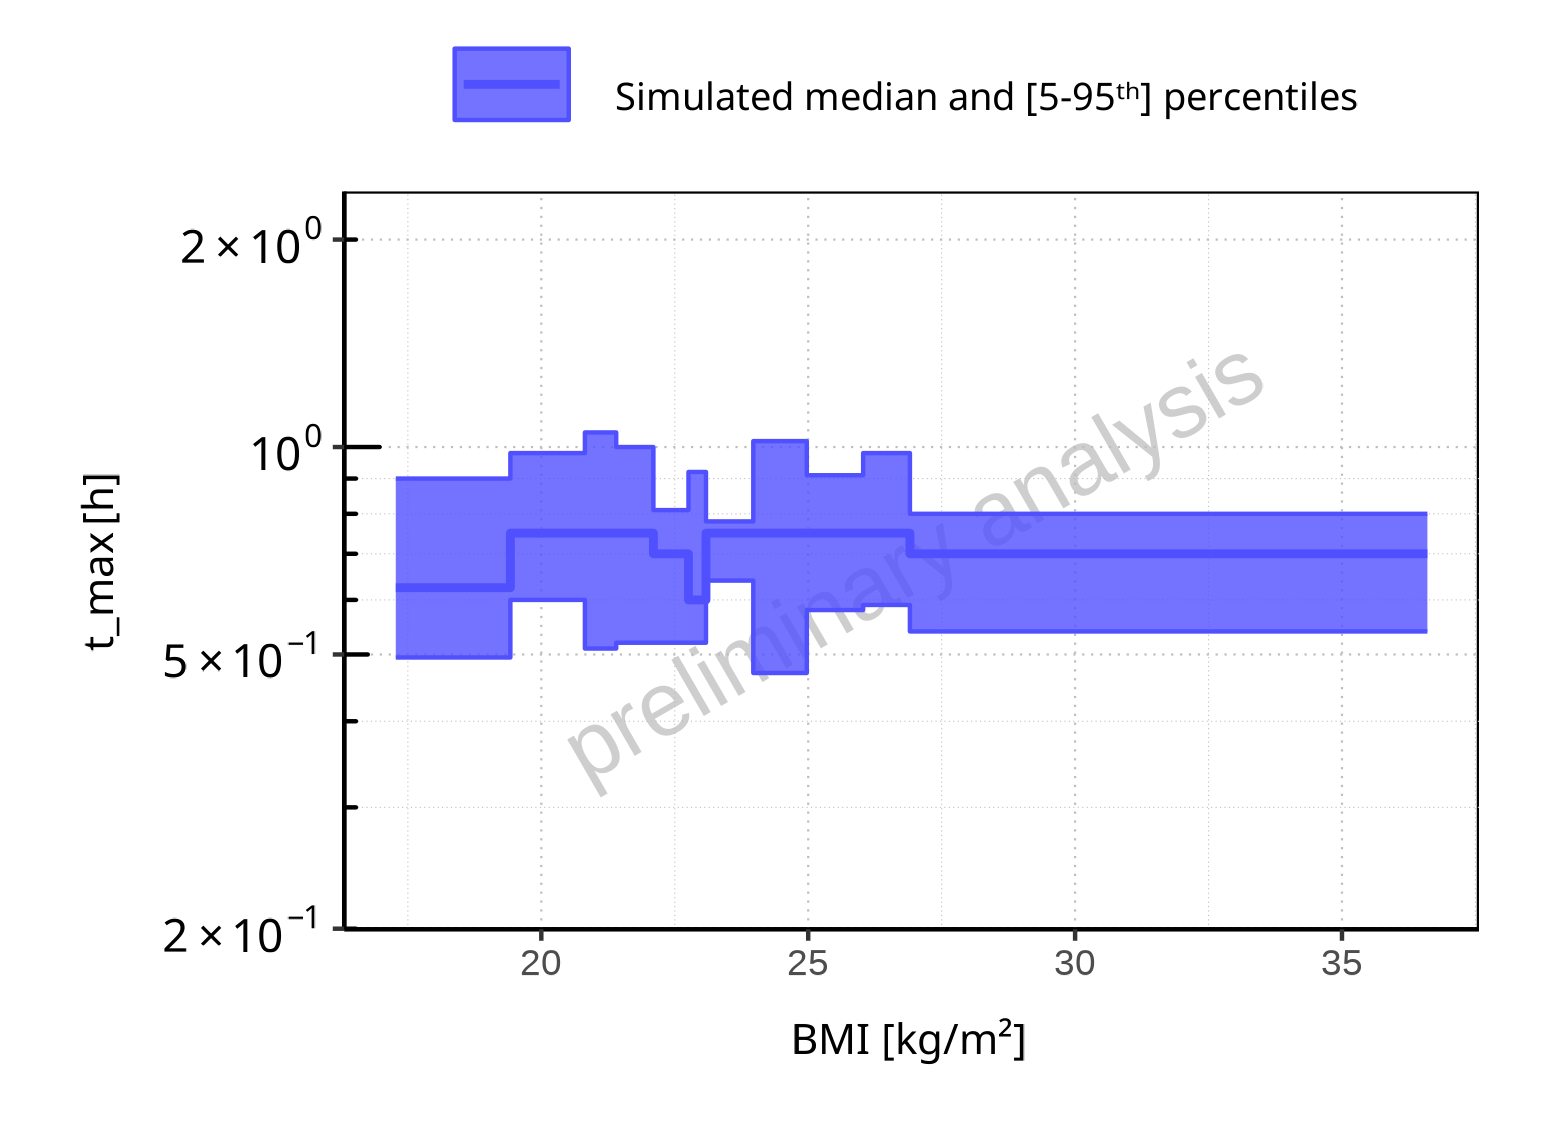 Simulated median and [5-95ᵗʰ] percentiles
2 × 10⁰
10⁰
5 × 10⁻¹
2 × 10⁻¹
t_max [h]
preliminary analysis
20 25 30 35
BMI [kg/m²]